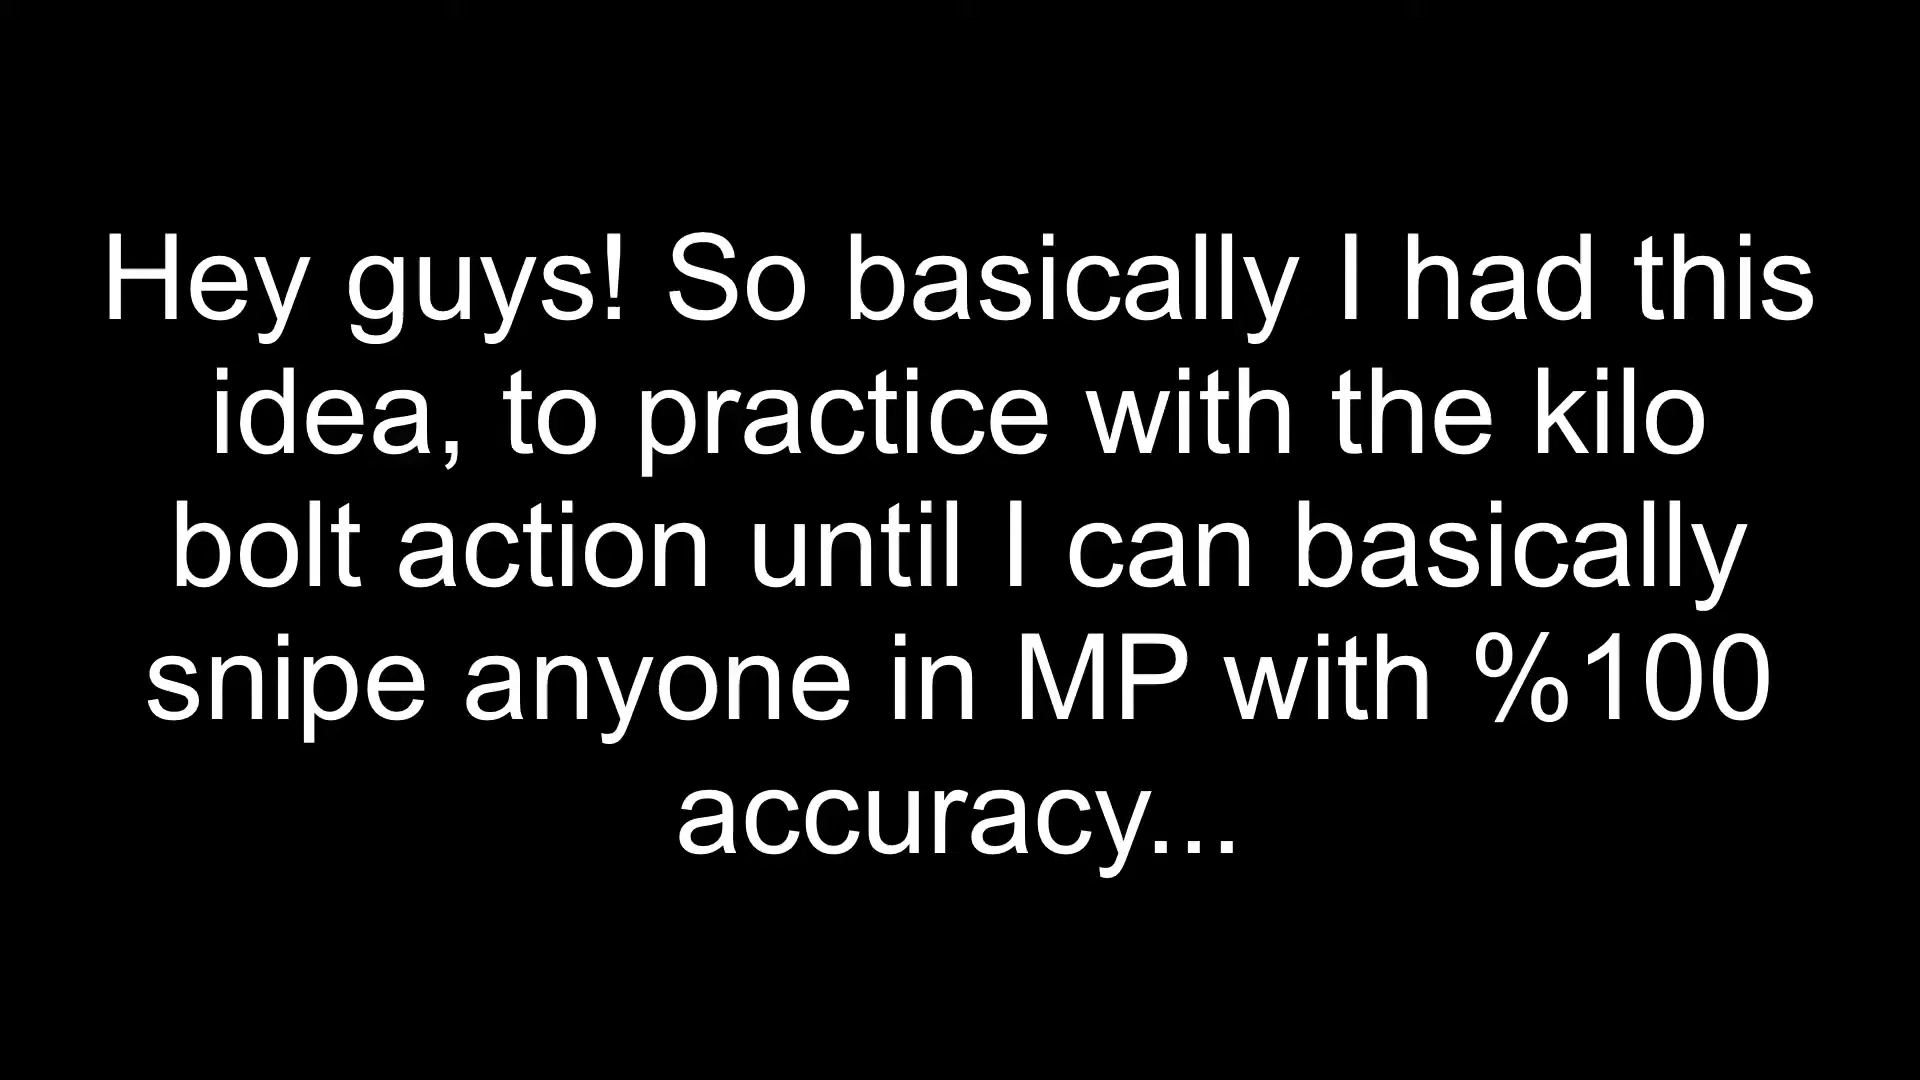 Hey guys! So basically I had this
idea, to practice with the kilo
bolt action until I can basically
snipe anyone in MP with %100
accuracy...